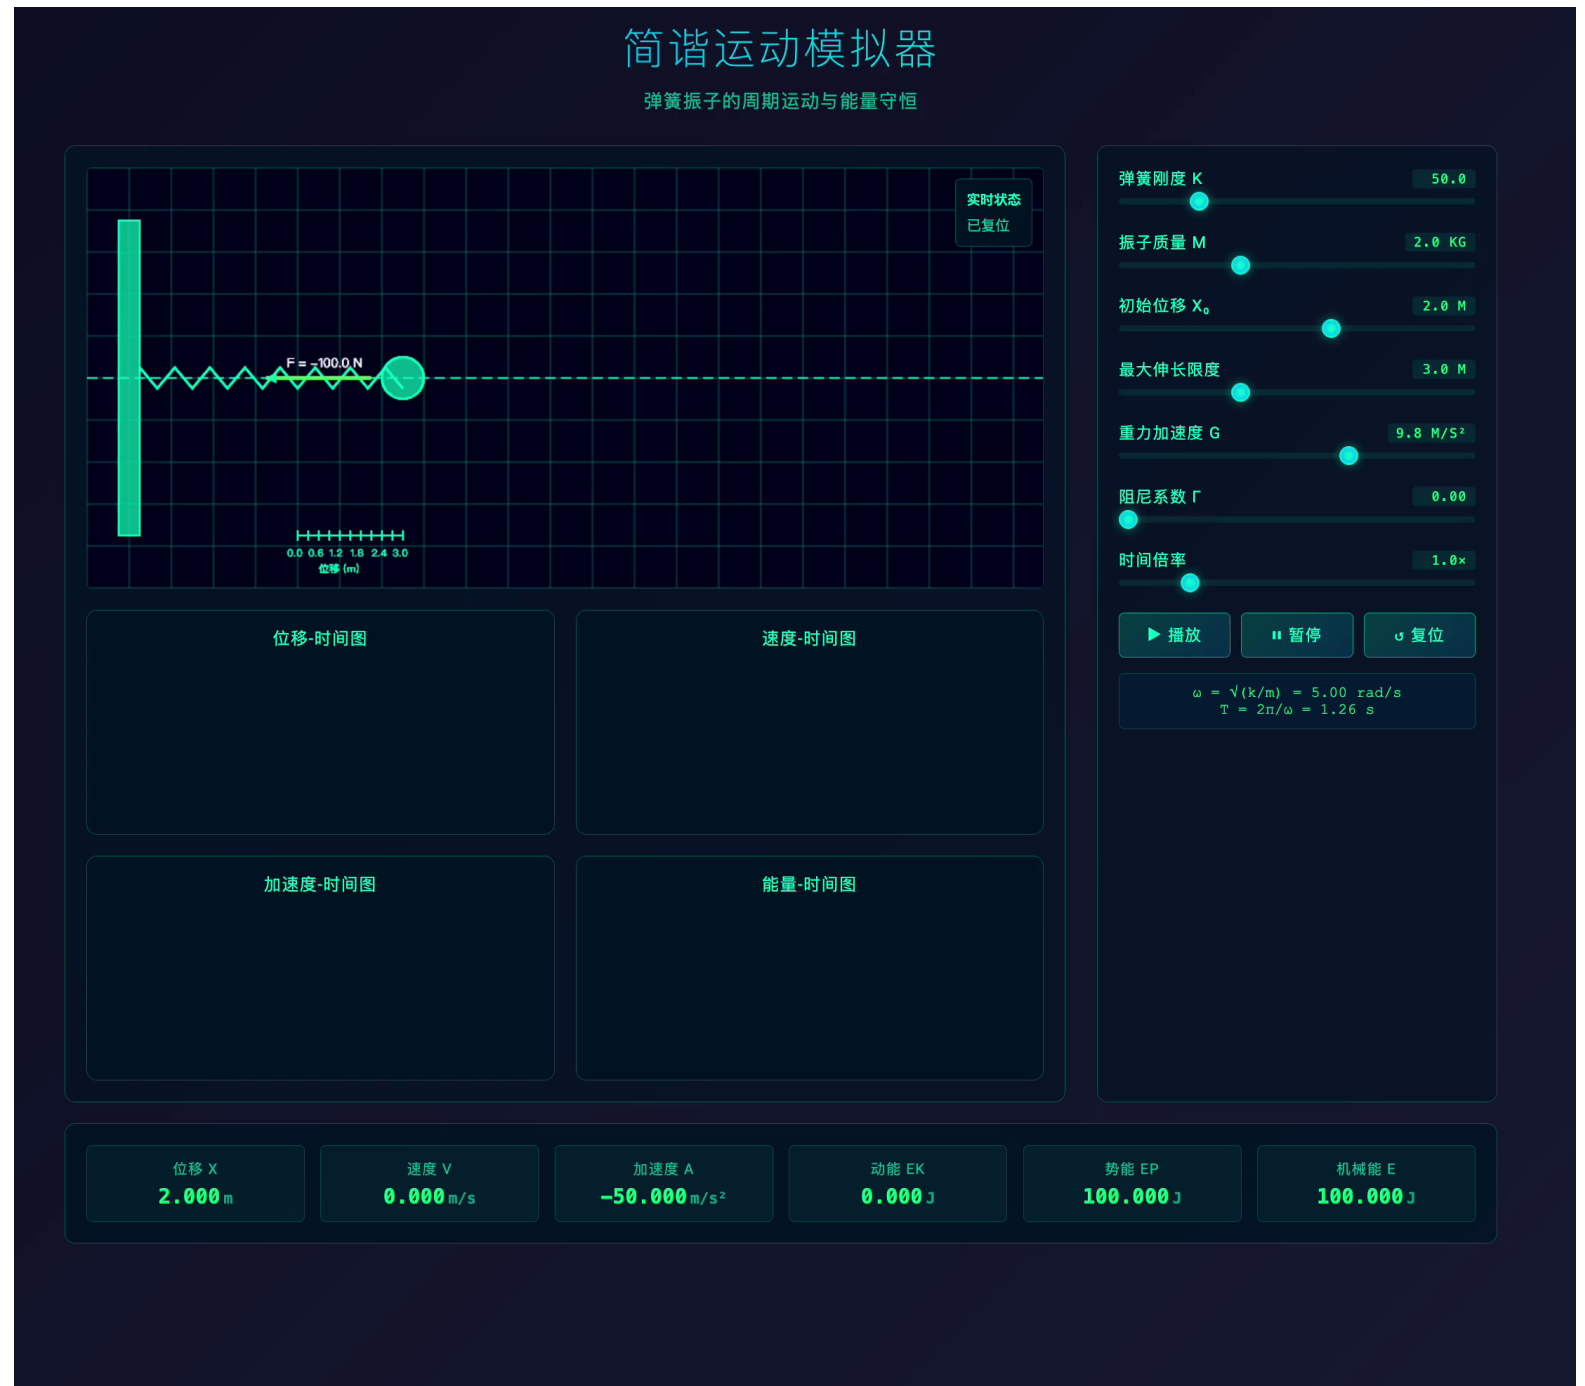 简谐运动模拟器
弹簧振子的周期运动与能量守恒
实时状态
已复位
F = −100.0 N
0.0 0.6 1.2 1.8 2.4 3.0
位移 (m)
位移-时间图
速度-时间图
加速度-时间图
能量-时间图
弹簧刚度 K 50.0
振子质量 M 2.0 KG
初始位移 X₀ 2.0 M
最大伸长限度 3.0 M
重力加速度 G 9.8 M/S²
阻尼系数 Γ 0.00
时间倍率 1.0×
▶ 播放
⏸ 暂停
↺ 复位
ω = √(k/m) = 5.00 rad/s
T = 2π/ω = 1.26 s
位移 X
2.000 m
速度 V
0.000 m/s
加速度 A
−50.000 m/s²
动能 EK
0.000 J
势能 EP
100.000 J
机械能 E
100.000 J